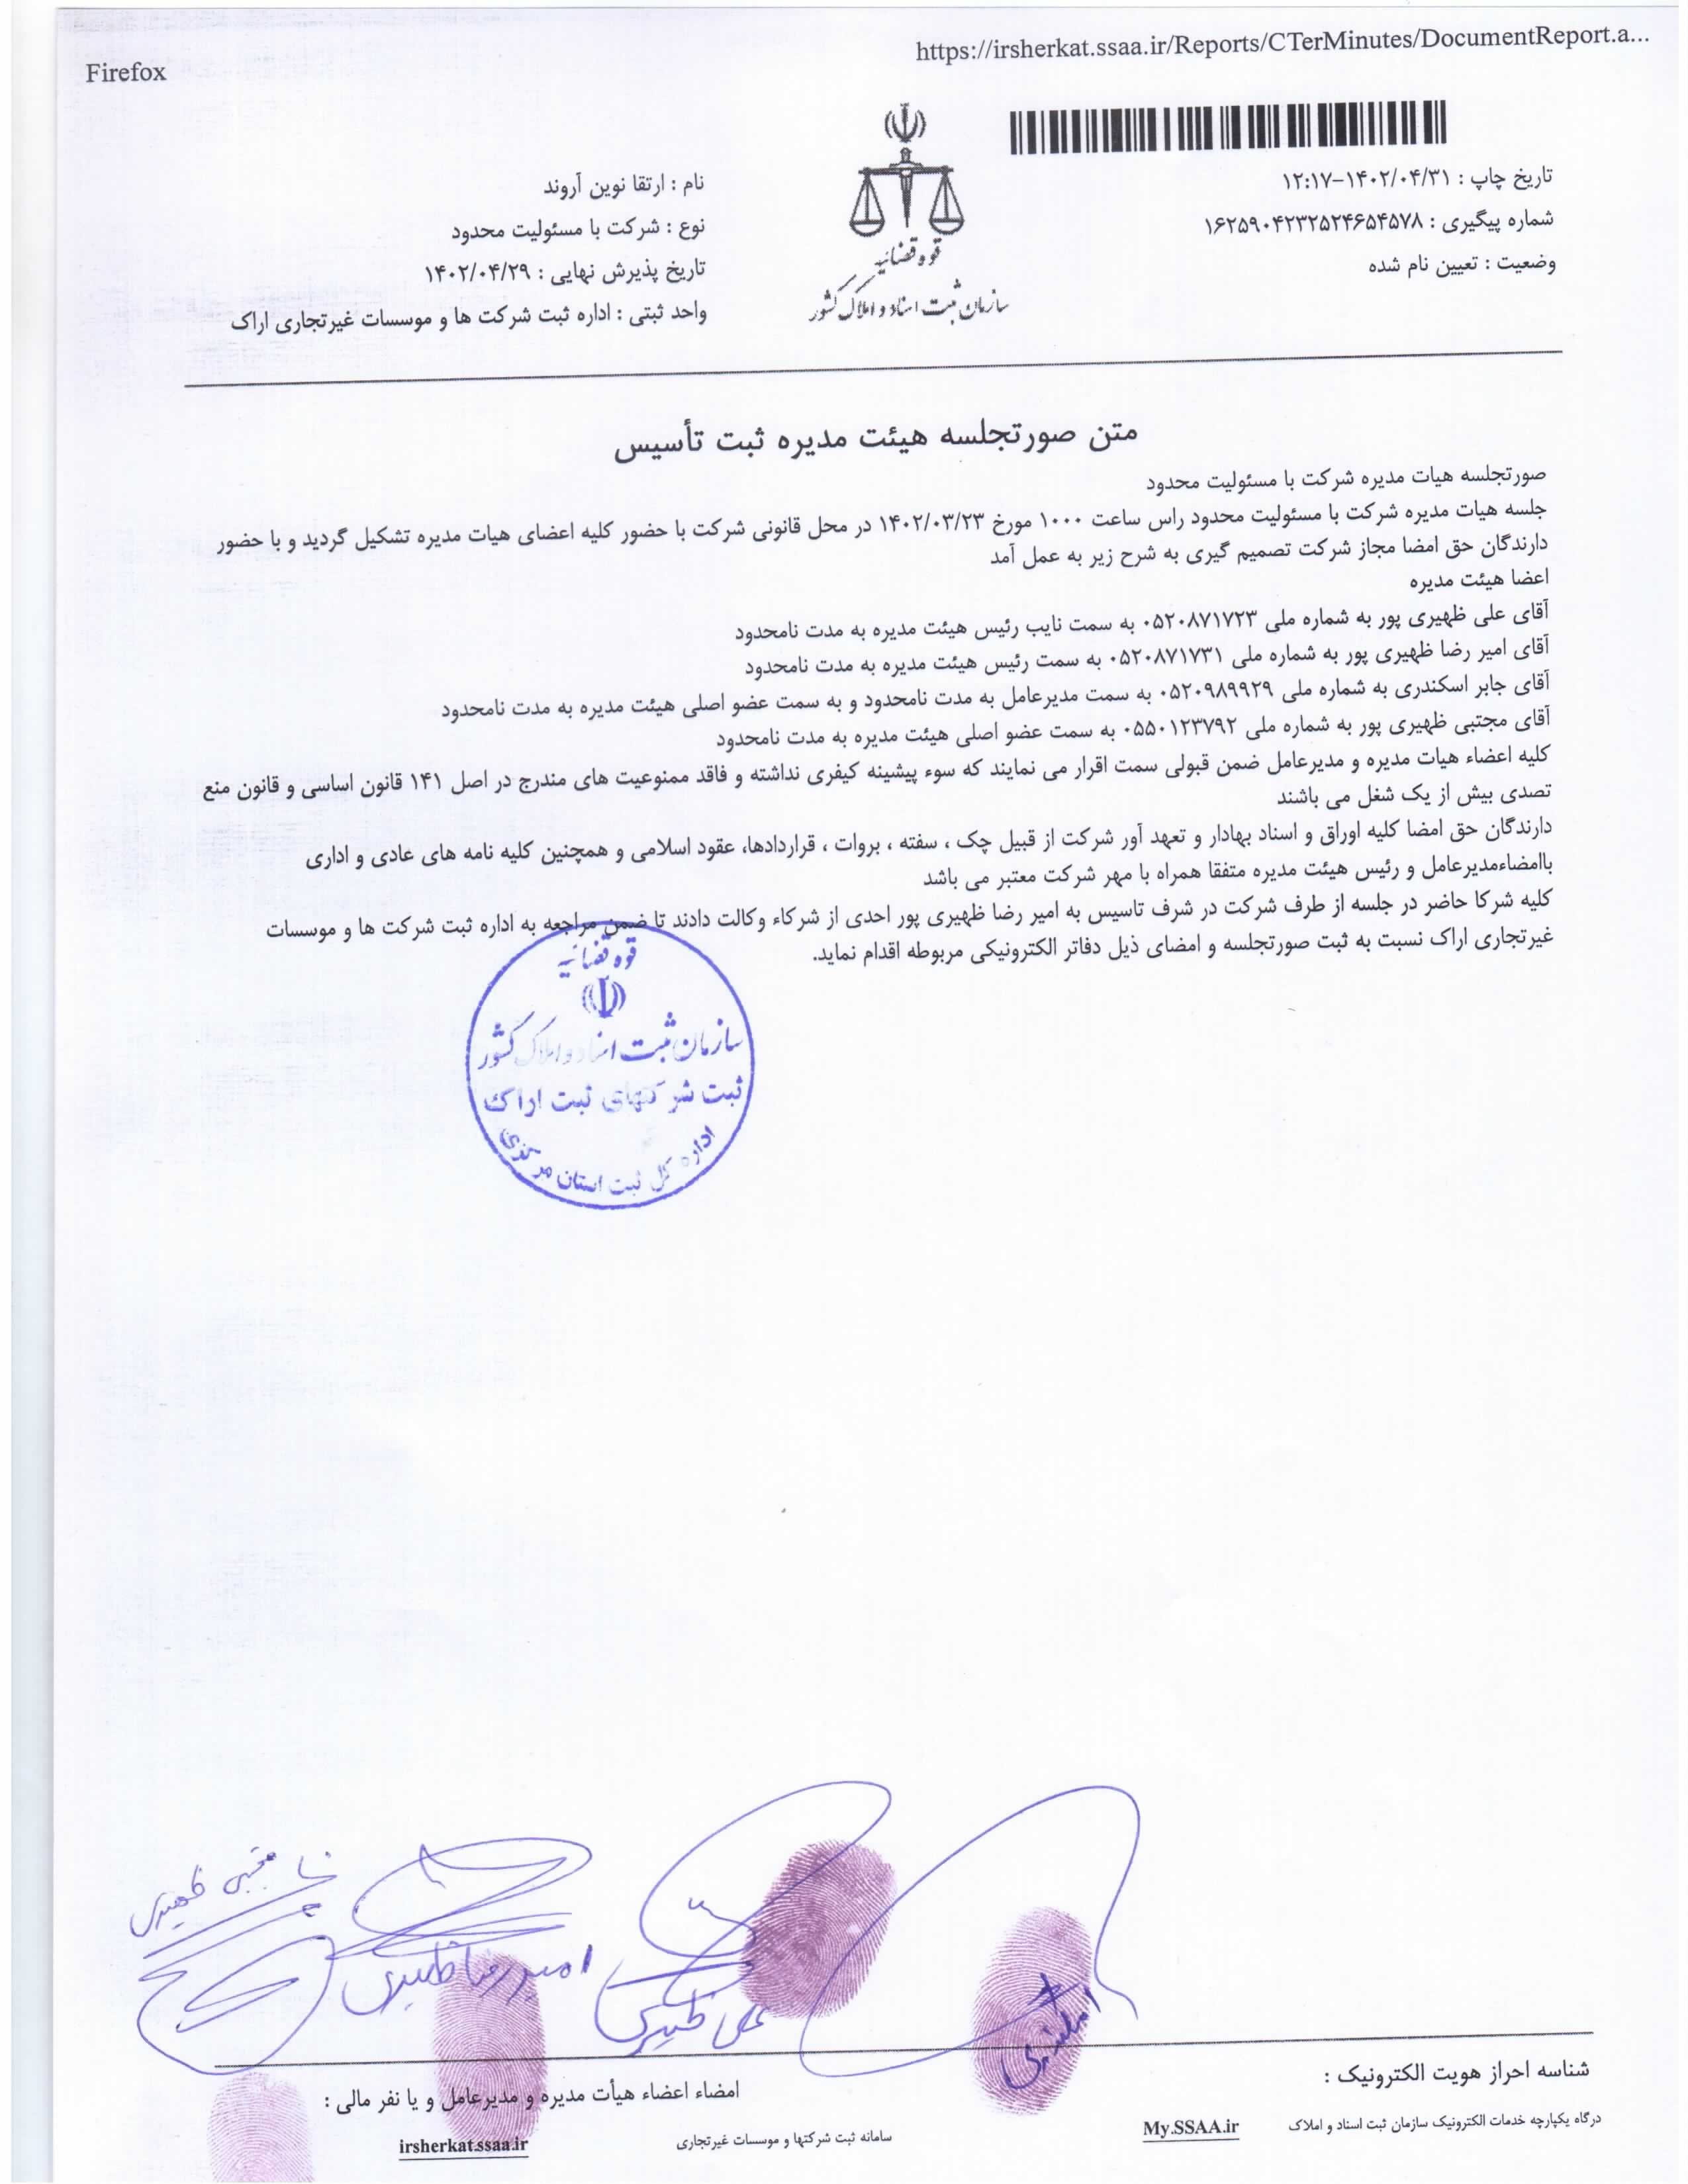 Firefox
https://irsherkat.ssaa.ir/Reports/CTerMinutes/DocumentReport.a...
تاریخ چاپ : ۱۴۰۲/۰۴/۳۱-۱۲:۱۷
شماره پیگیری : ۱۶۲۵۹۰۴۲۳۲۵۲۴۶۵۴۵۷۸
وضعیت : تعیین نام شده
قوه قضائیه
سازمان ثبت اسناد و املاک کشور
نام : ارتقا نوین آروند
نوع : شرکت با مسئولیت محدود
تاریخ پذیرش نهایی : ۱۴۰۲/۰۴/۲۹
واحد ثبتی : اداره ثبت شرکت ها و موسسات غیرتجاری اراک
متن صورتجلسه هیئت مدیره ثبت تأسیس
صورتجلسه هیات مدیره شرکت با مسئولیت محدود
جلسه هیات مدیره شرکت با مسئولیت محدود راس ساعت ۱۰۰۰ مورخ ۱۴۰۲/۰۳/۲۳ در محل قانونی شرکت با حضور کلیه اعضای هیات مدیره تشکیل گردید و با حضور
دارندگان حق امضا مجاز شرکت تصمیم گیری به شرح زیر به عمل آمد
اعضا هیئت مدیره
آقای علی ظهیری پور به شماره ملی ۰۵۲۰۸۷۱۷۲۳ به سمت نایب رئیس هیئت مدیره به مدت نامحدود
آقای امیر رضا ظهیری پور به شماره ملی ۰۵۲۰۸۷۱۷۳۱ به سمت رئیس هیئت مدیره به مدت نامحدود
آقای جابر اسکندری به شماره ملی ۰۵۲۰۹۸۹۹۲۹ به سمت مدیرعامل به مدت نامحدود و به سمت عضو اصلی هیئت مدیره به مدت نامحدود
آقای مجتبی ظهیری پور به شماره ملی ۰۵۵۰۱۲۳۷۹۲ به سمت عضو اصلی هیئت مدیره به مدت نامحدود
کلیه اعضاء هیات مدیره و مدیرعامل ضمن قبولی سمت اقرار می نمایند که سوء پیشینه کیفری نداشته و فاقد ممنوعیت های مندرج در اصل ۱۴۱ قانون اساسی و قانون منع
تصدی بیش از یک شغل می باشند
دارندگان حق امضا کلیه اوراق و اسناد بهادار و تعهد آور شرکت از قبیل چک ، سفته ، بروات ، قراردادها، عقود اسلامی و همچنین کلیه نامه های عادی و اداری
باامضاءمدیرعامل و رئیس هیئت مدیره متفقا همراه با مهر شرکت معتبر می باشد
کلیه شرکا حاضر در جلسه از طرف شرکت در شرف تاسیس به امیر رضا ظهیری پور احدی از شرکاء وکالت دادند تا ضمن مراجعه به اداره ثبت شرکت ها و موسسات
غیرتجاری اراک نسبت به ثبت صورتجلسه و امضای ذیل دفاتر الکترونیکی مربوطه اقدام نماید.
قوه قضائیه
سازمان ثبت اسناد و املاک کشور
ثبت شرکتهای ثبت اراک
اداره کل ثبت استان مرکزی
مجتبی ظهیری
امیررضا ظهیری
علی ظهیری
اسکندری
شناسه احراز هویت الکترونیک :
امضاء اعضاء هیأت مدیره و مدیرعامل و یا نفر مالی :
درگاه یکپارچه خدمات الکترونیک سازمان ثبت اسناد و املاک My.SSAA.ir
سامانه ثبت شرکتها و موسسات غیرتجاری irsherkat.ssaa.ir